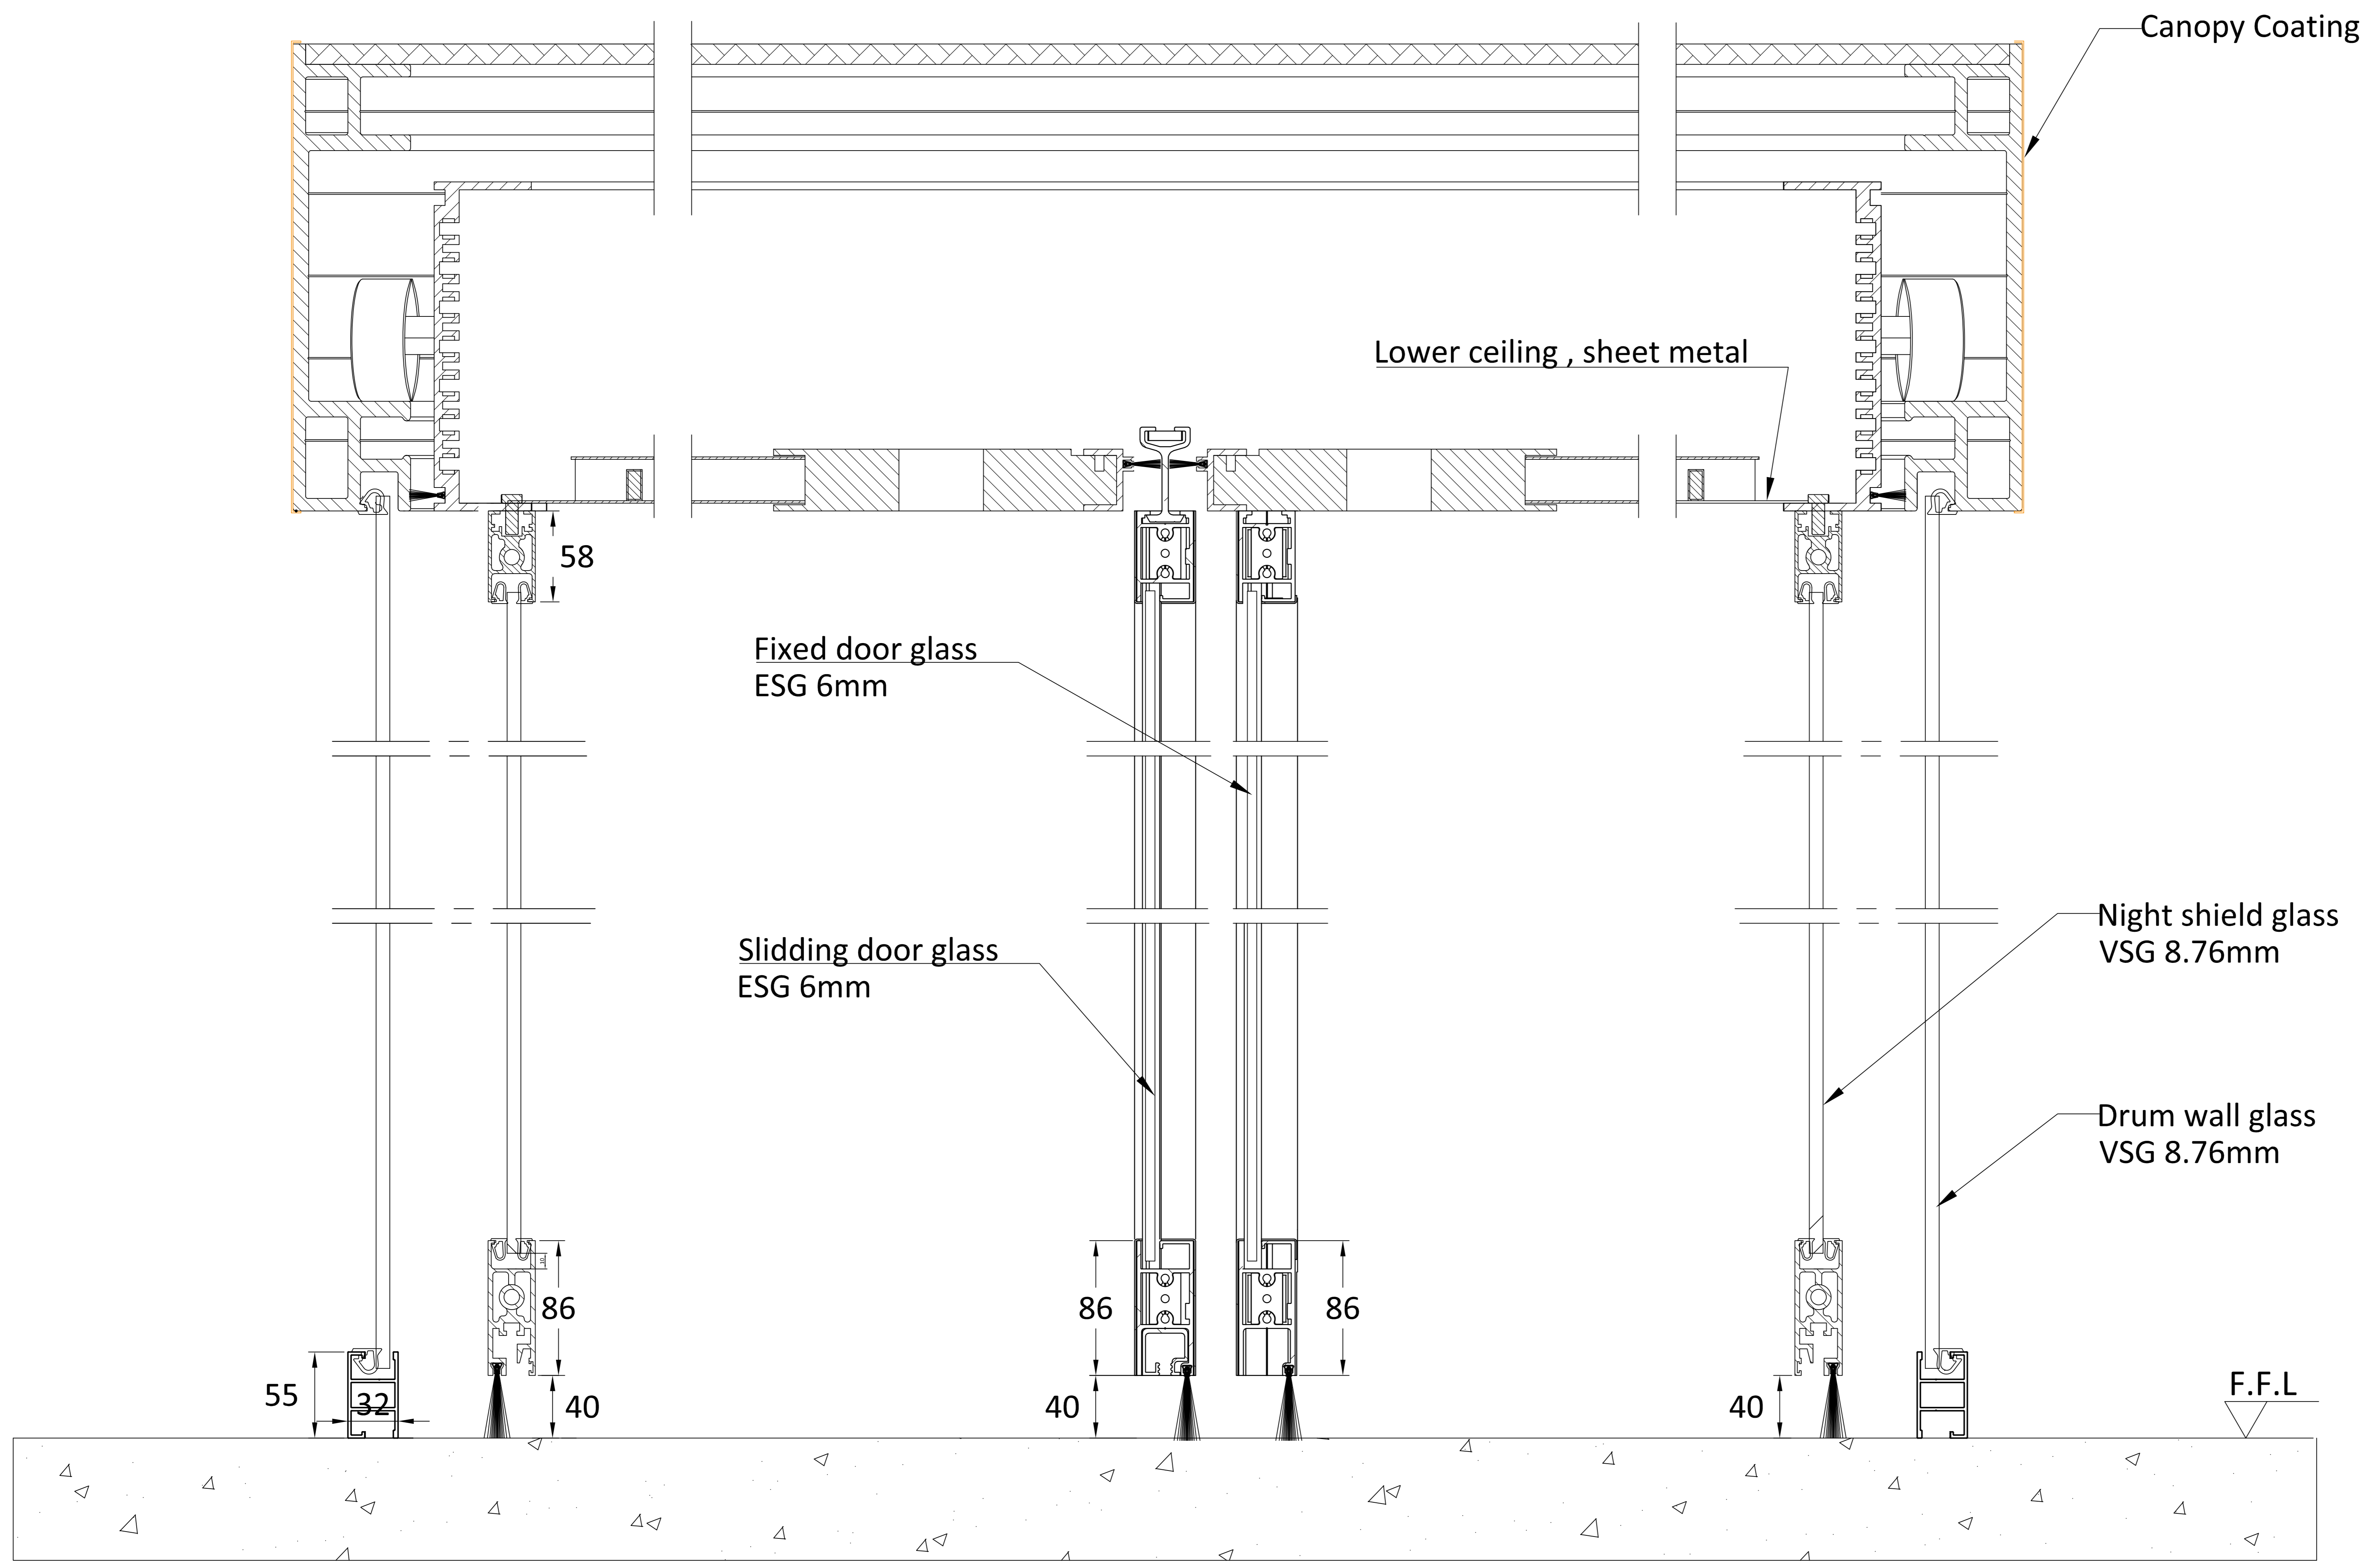 Canopy Coating
Lower ceiling , sheet metal
58
Fixed door glass
ESG 6mm
Slidding door glass
ESG 6mm
Night shield glass
VSG 8.76mm
Drum wall glass
VSG 8.76mm
86
86
86
55
32
40
40
40
F.F.L